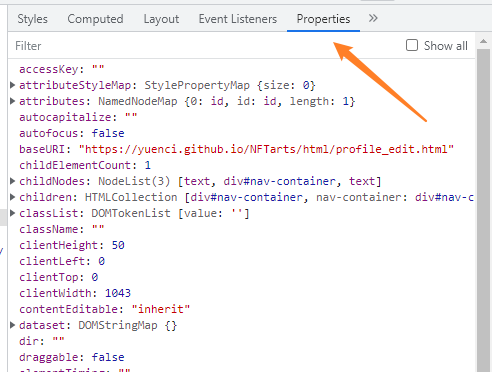 Styles Computed Layout Event Listeners Properties »
Filter Show all
accessKey: ""
attributeStyleMap: StylePropertyMap {size: 0}
attributes: NamedNodeMap {0: id, id: id, length: 1}
autocapitalize: ""
autofocus: false
baseURI: "https://yuenci.github.io/NFTarts/html/profile_edit.html"
childElementCount: 1
childNodes: NodeList(3) [text, div#nav-container, text]
children: HTMLCollection [div#nav-container, nav-container: div#nav-c
classList: DOMTokenList [value: '']
className: ""
clientHeight: 50
clientLeft: 0
clientTop: 0
clientWidth: 1043
contentEditable: "inherit"
dataset: DOMStringMap {}
dir: ""
draggable: false
elementTiming: ""